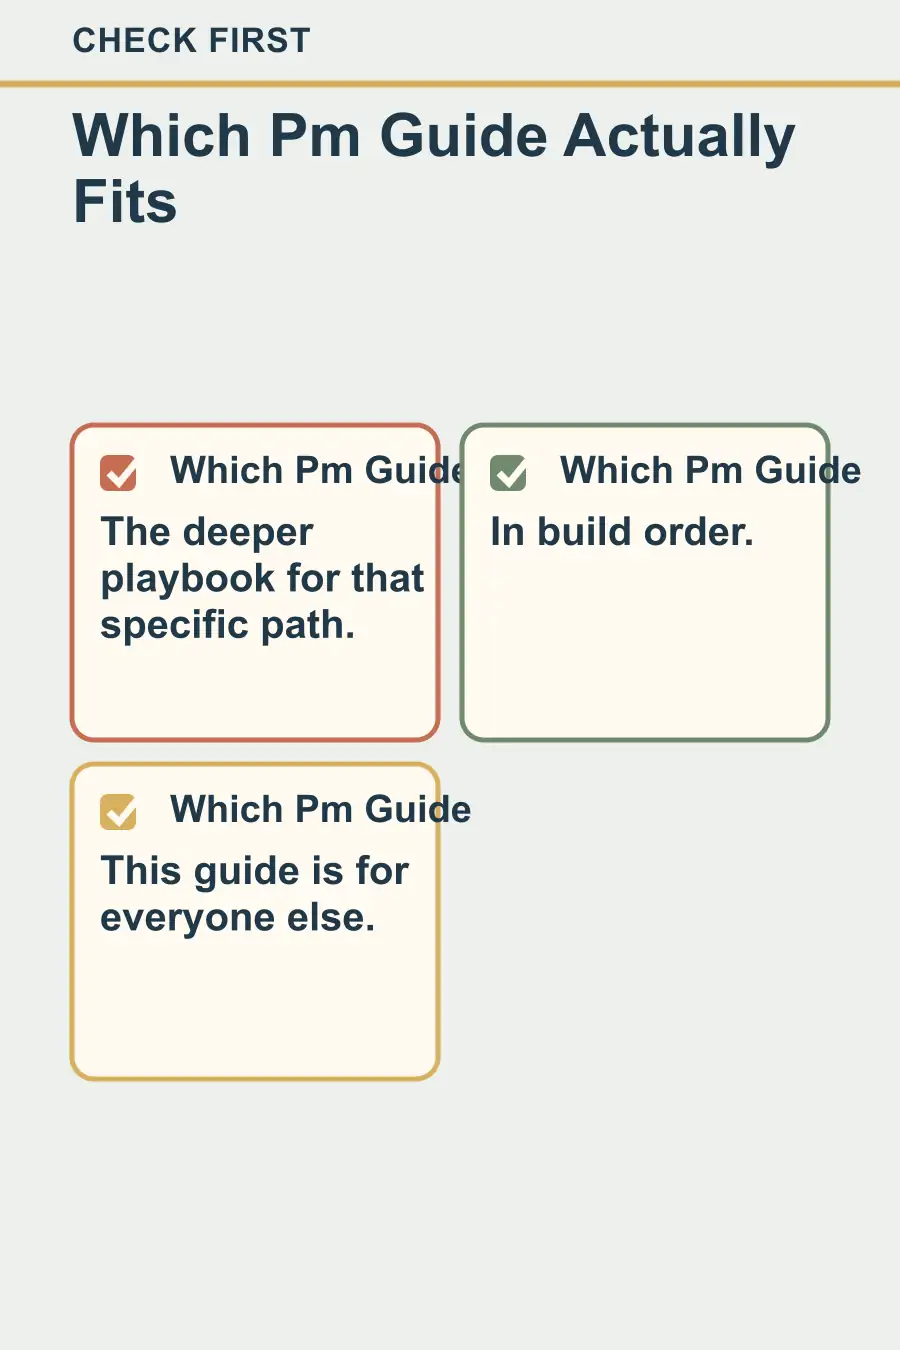 CHECK FIRST
Which Pm Guide Actually
Fits
Which Pm Guide
The deeper
playbook for that
specific path.
Which Pm Guide
In build order.
Which Pm Guide
This guide is for
everyone else.